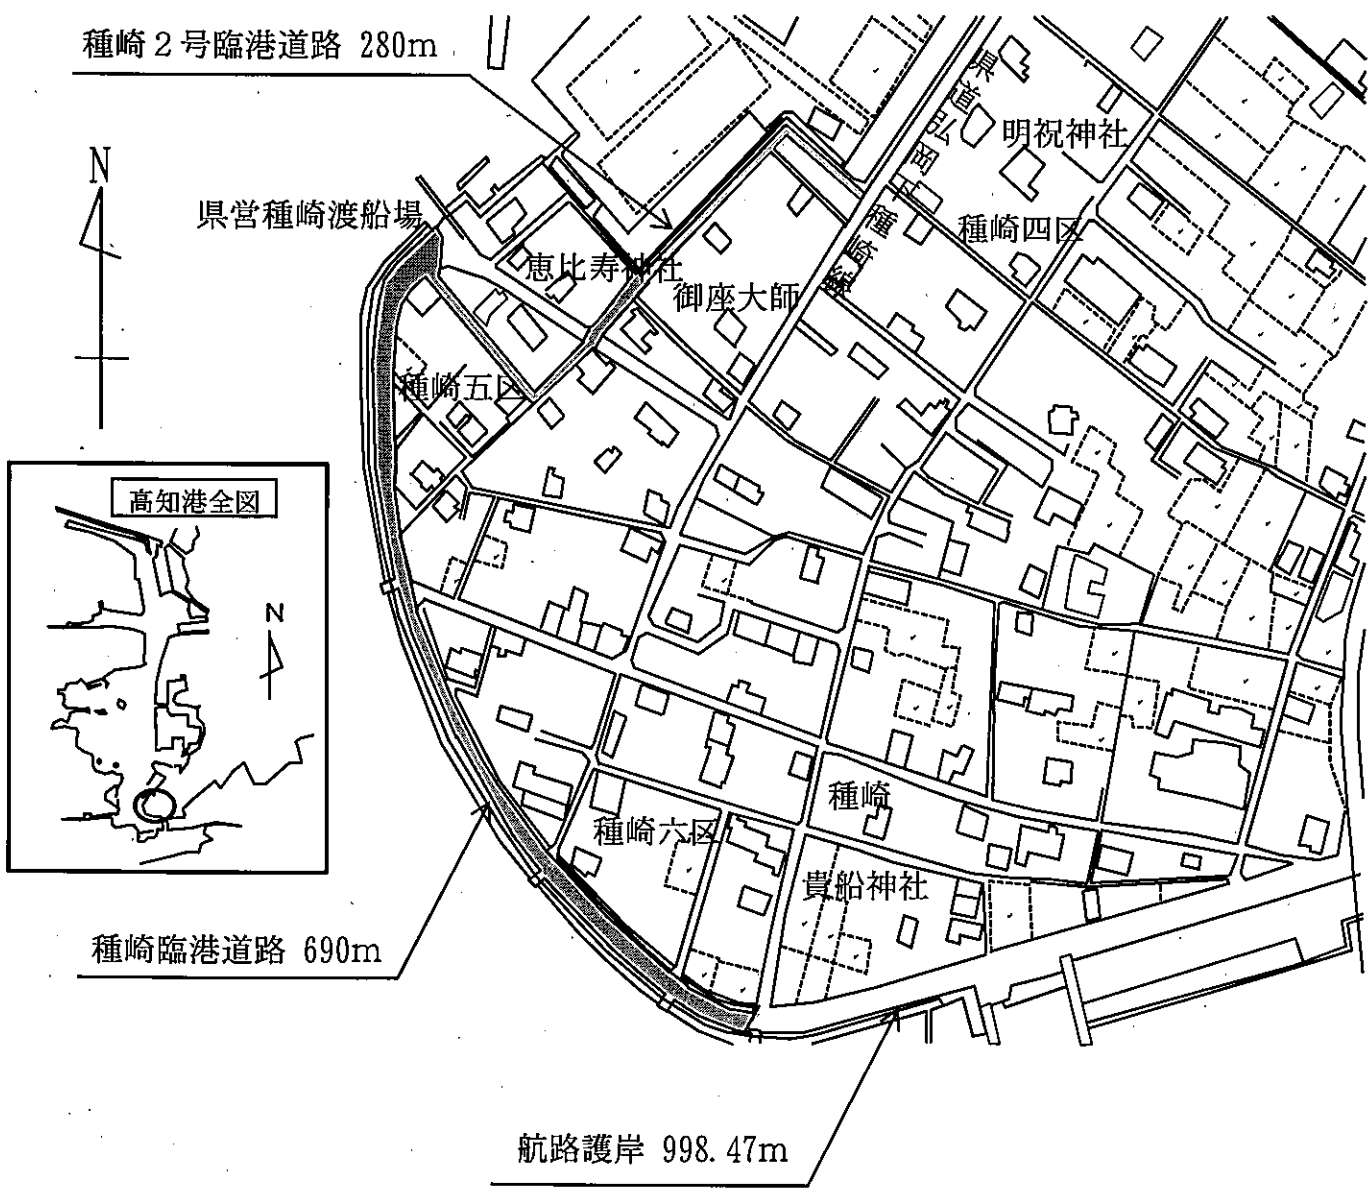 種崎２号臨港道路 280m
N
県営種崎渡船場
恵比寿神社
御座大師
県道弘岡下種崎線
明祝神社
種崎四区
種崎五区
高知港全図
N
種崎
種崎六区
貴船神社
種崎臨港道路 690m
航路護岸 998.47m